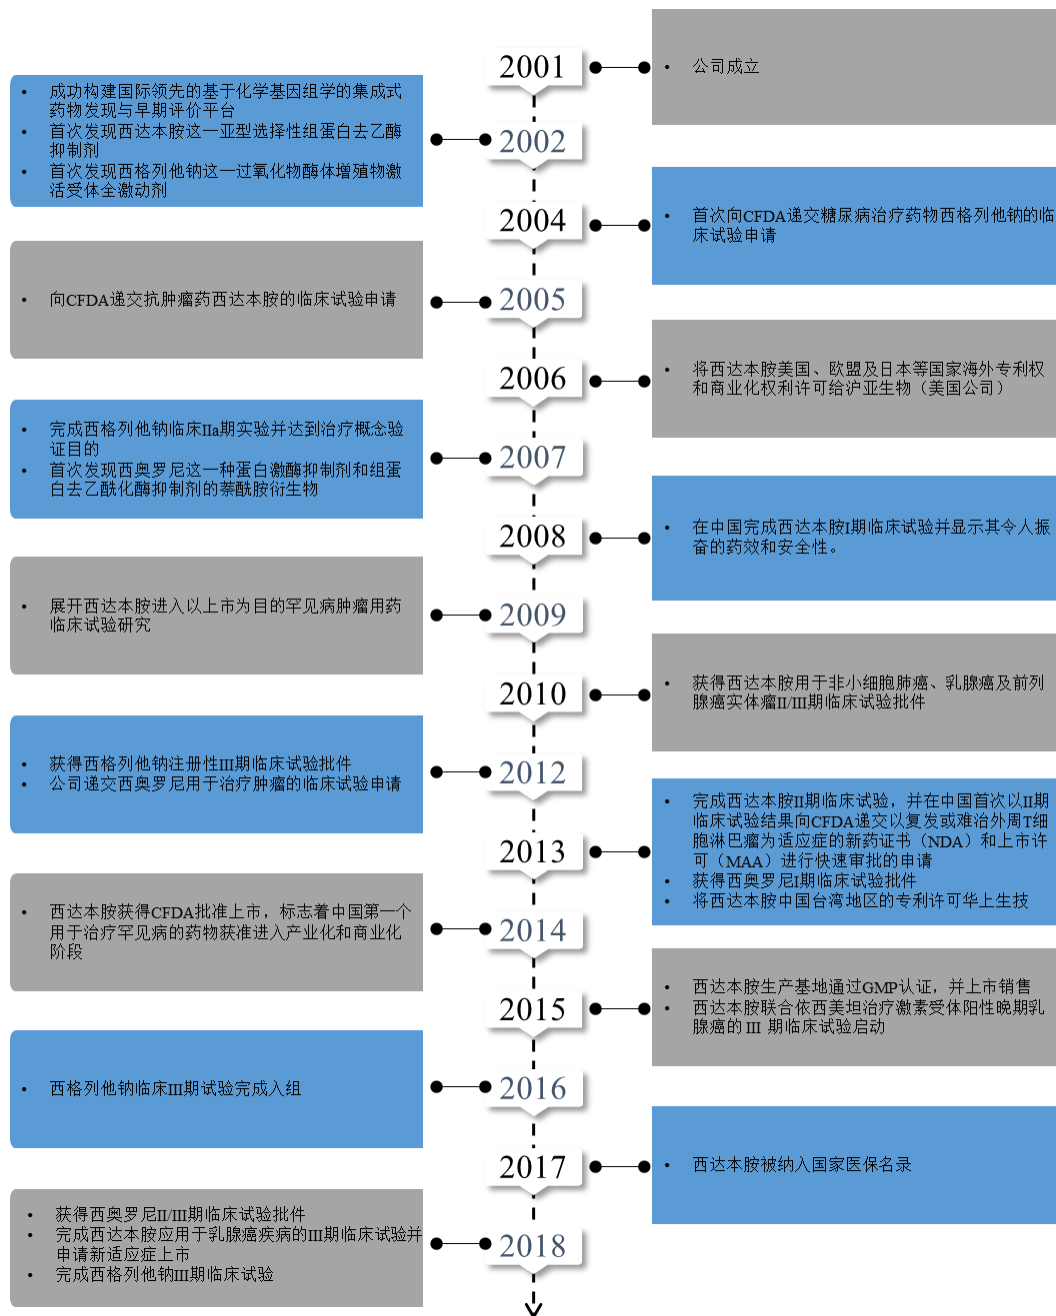 2001
• 公司成立
• 成功构建国际领先的基于化学基因组学的集成式
药物发现与早期评价平台
• 首次发现西达本胺这一亚型选择性组蛋白去乙酶
抑制剂
• 首次发现西格列他钠这一过氧化物酶体增殖物激
活受体全激动剂
2002
2004
• 首次向CFDA递交糖尿病治疗药物西格列他钠的临
床试验申请
• 向CFDA递交抗肿瘤药西达本胺的临床试验申请
2005
2006
• 将西达本胺美国、欧盟及日本等国家海外专利权
和商业化权利许可给沪亚生物（美国公司）
• 完成西格列他钠临床IIa期实验并达到治疗概念验
证目的
• 首次发现西奥罗尼这一种蛋白激酶抑制剂和组蛋
白去乙酰化酶抑制剂的萘酰胺衍生物
2007
2008
• 在中国完成西达本胺I期临床试验并显示其令人振
奋的药效和安全性。
• 展开西达本胺进入以上市为目的罕见病肿瘤用药
临床试验研究
2009
2010
• 获得西达本胺用于非小细胞肺癌、乳腺癌及前列
腺癌实体瘤II/III期临床试验批件
• 获得西格列他钠注册性III期临床试验批件
• 公司递交西奥罗尼用于治疗肿瘤的临床试验申请
2012
2013
• 完成西达本胺II期临床试验，并在中国首次以II期
临床试验结果向CFDA递交以复发或难治外周T细
胞淋巴瘤为适应症的新药证书（NDA）和上市许
可（MAA）进行快速审批的申请
• 获得西奥罗尼I期临床试验批件
• 将西达本胺中国台湾地区的专利许可华上生技
• 西达本胺获得CFDA批准上市，标志着中国第一个
用于治疗罕见病的药物获准进入产业化和商业化
阶段
2014
2015
• 西达本胺生产基地通过GMP认证，并上市销售
• 西达本胺联合依西美坦治疗激素受体阳性晚期乳
腺癌的 III 期临床试验启动
• 西格列他钠临床III期试验完成入组
2016
2017
• 西达本胺被纳入国家医保名录
• 获得西奥罗尼II/III期临床试验批件
• 完成西达本胺应用于乳腺癌疾病的III期临床试验并
申请新适应症上市
• 完成西格列他钠III期临床试验
2018